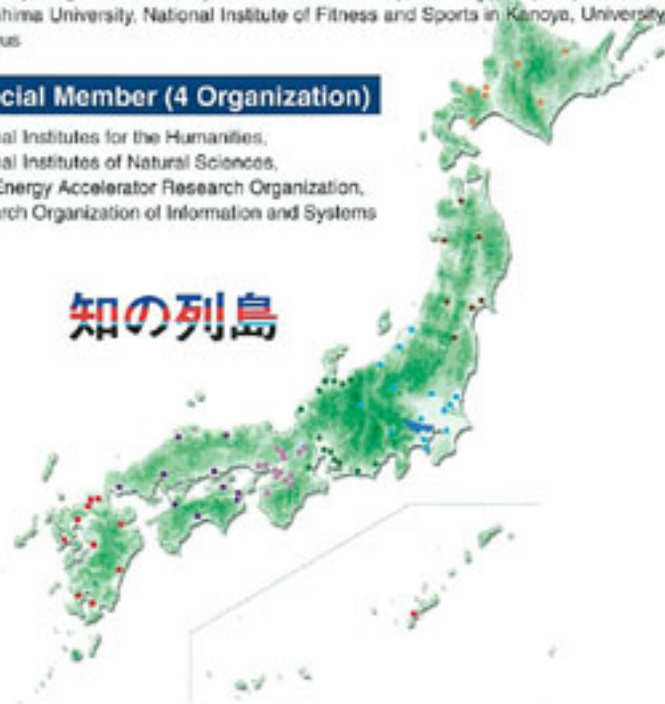 shima University, National Institute of Fitness and Sports in Kanoya, University
us
cial Member (4 Organization)
al Institutes for the Humanities,
al Institutes of Natural Sciences,
Energy Accelerator Research Organization,
rch Organization of Information and Systems
知の列島